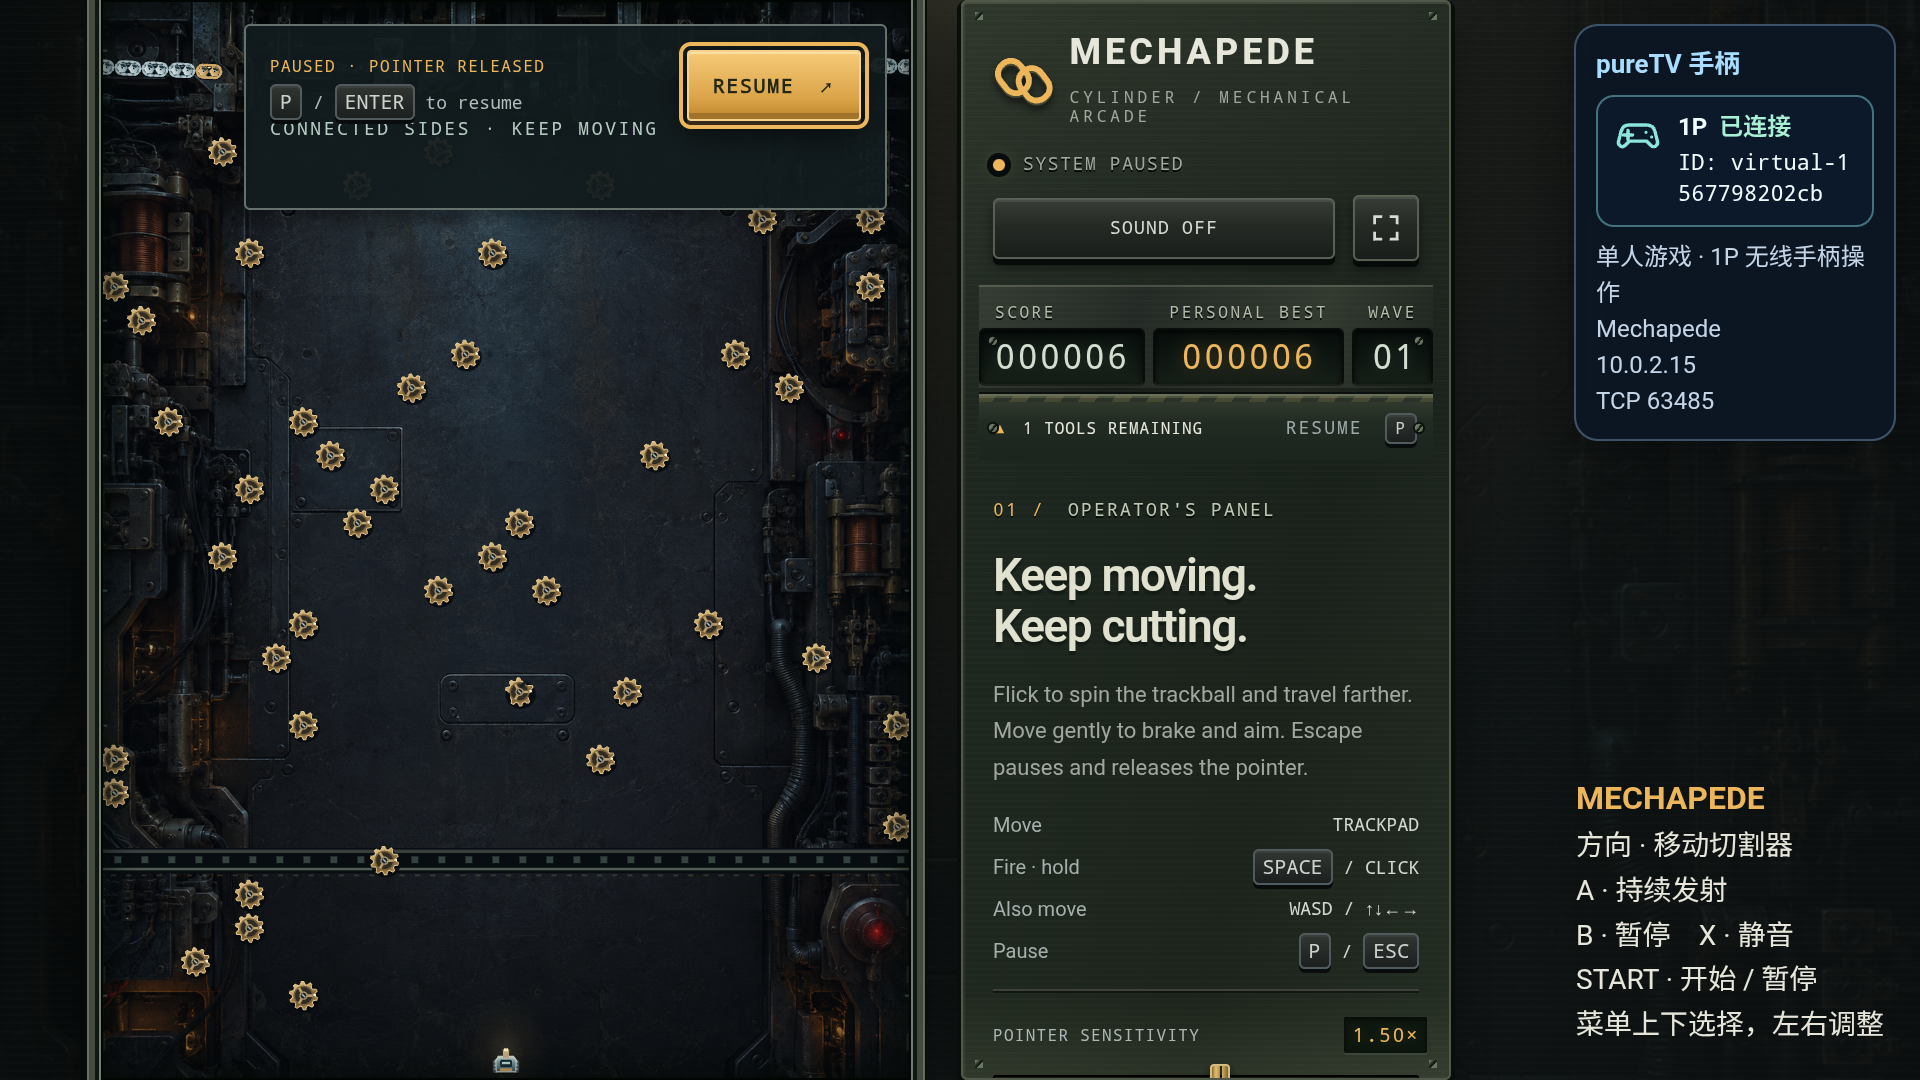 PAUSED · POINTER RELEASED
P / ENTER to resume
CONNECTED SIDES · KEEP MOVING
RESUME ↗
MECHAPEDE
CYLINDER / MECHANICAL
ARCADE
SYSTEM PAUSED
SOUND OFF
SCORE PERSONAL BEST WAVE
000006 000006 01
1 TOOLS REMAINING RESUME P
01 / OPERATOR'S PANEL
Keep moving.
Keep cutting.
Flick to spin the trackball and travel farther.
Move gently to brake and aim. Escape
pauses and releases the pointer.
Move TRACKPAD
Fire · hold SPACE / CLICK
Also move WASD / ↑↓←→
Pause P / ESC
POINTER SENSITIVITY 1.50×
pureTV 手柄
1P 已连接
ID: virtual-1
567798202cb
单人游戏 · 1P 无线手柄操
作
Mechapede
10.0.2.15
TCP 63485
MECHAPEDE
方向 · 移动切割器
A · 持续发射
B · 暂停 X · 静音
START · 开始 / 暂停
菜单上下选择，左右调整